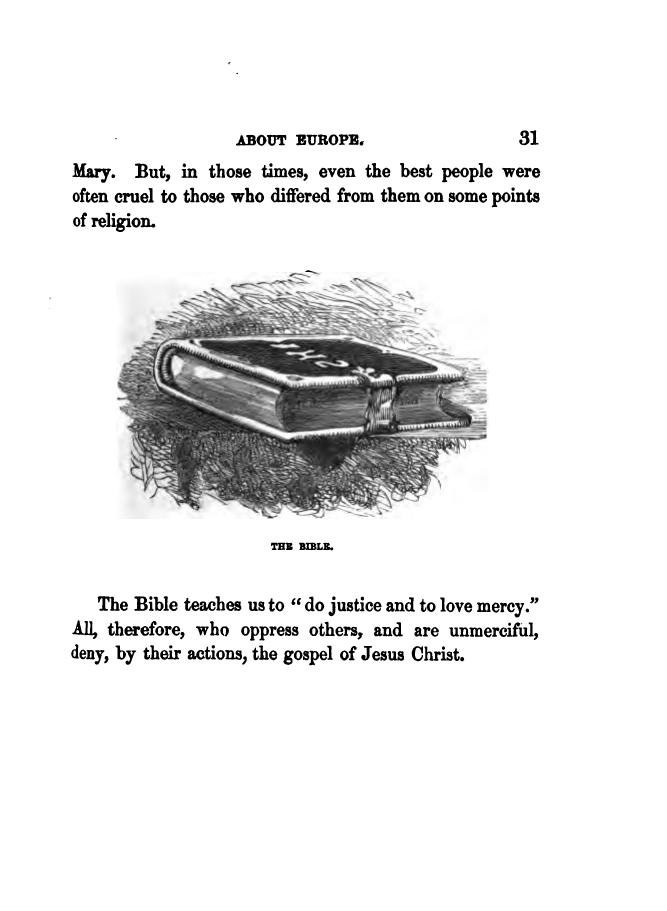 ABOUT EUROPE. 31
Mary. But, in those times, even the best people were
often cruel to those who differed from them on some points
of religion.
THE BIBLE.
The Bible teaches us to “ do justice and to love mercy.”
All, therefore, who oppress others, and are unmerciful,
deny, by their actions, the gospel of Jesus Christ.